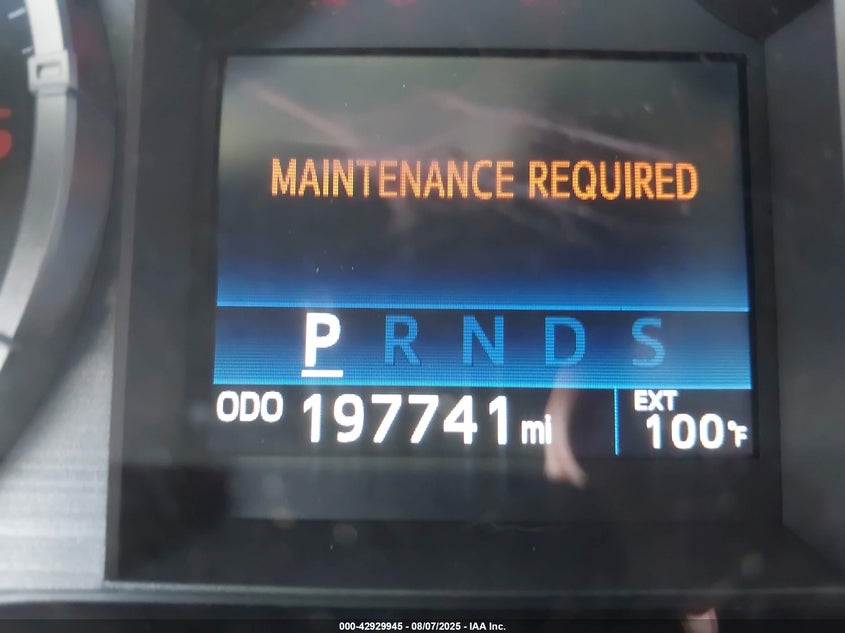 MAINTENANCE REQUIRED
P R N D S
ODO 197741 mi
EXT
100°F
000-42929945 - 08/07/2025 - IAA Inc.